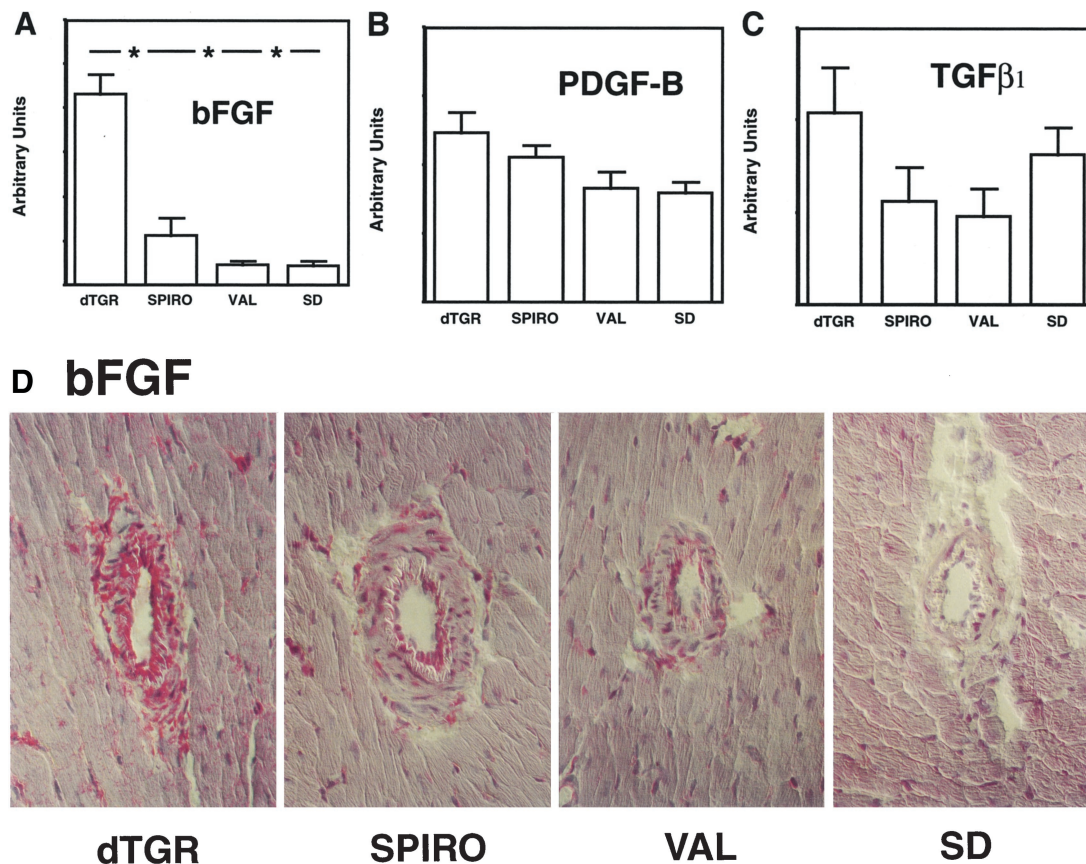 A
* * *
bFGF
Arbitrary Units
dTGR SPIRO VAL SD
B
PDGF-B
Arbitrary Units
dTGR SPIRO VAL SD
C
TGFβ1
Arbitrary Units
dTGR SPIRO VAL SD
D bFGF
dTGR SPIRO VAL SD